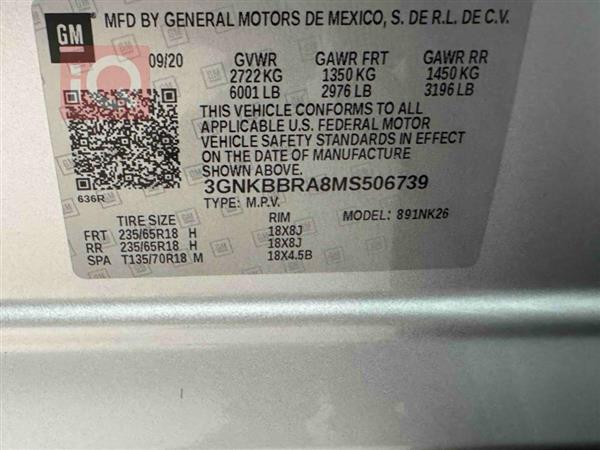 GM
MFD BY GENERAL MOTORS DE MEXICO, S. DE R.L. DE C.V.
09/20 GVWR GAWR FRT GAWR RR
2722 KG 1350 KG 1450 KG
6001 LB 2976 LB 3196 LB
THIS VEHICLE CONFORMS TO ALL
APPLICABLE U.S. FEDERAL MOTOR
VEHICLE SAFETY STANDARDS IN EFFECT
ON THE DATE OF MANUFACTURE
SHOWN ABOVE.
3GNKBBRA8MS506739
636R
TYPE: M.P.V.
TIRE SIZE RIM MODEL: 891NK26
FRT 235/65R18 H 18X8J
RR 235/65R18 H 18X8J
SPA T135/70R18 M 18X4.5B